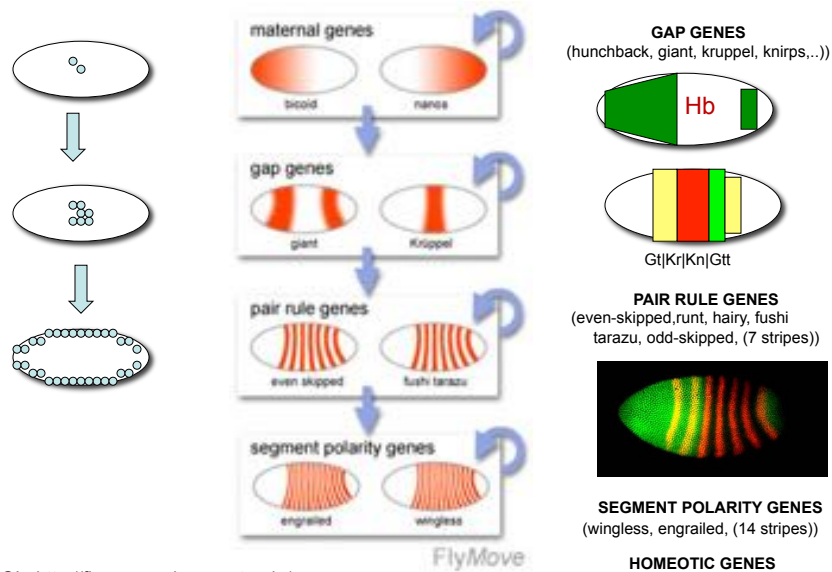 maternal genes
bicoid
nanos
gap genes
giant
Krüppel
pair rule genes
even skipped
fushi tarazu
segment polarity genes
engrailed
wingless
FlyMove
GAP GENES
(hunchback, giant, kruppel, knirps,..))
Hb
Gt|Kr|Kn|Gtt
PAIR RULE GENES
(even-skipped,runt, hairy, fushi
tarazu, odd-skipped, (7 stripes))
SEGMENT POLARITY GENES
(wingless, engrailed, (14 stripes))
HOMEOTIC GENES